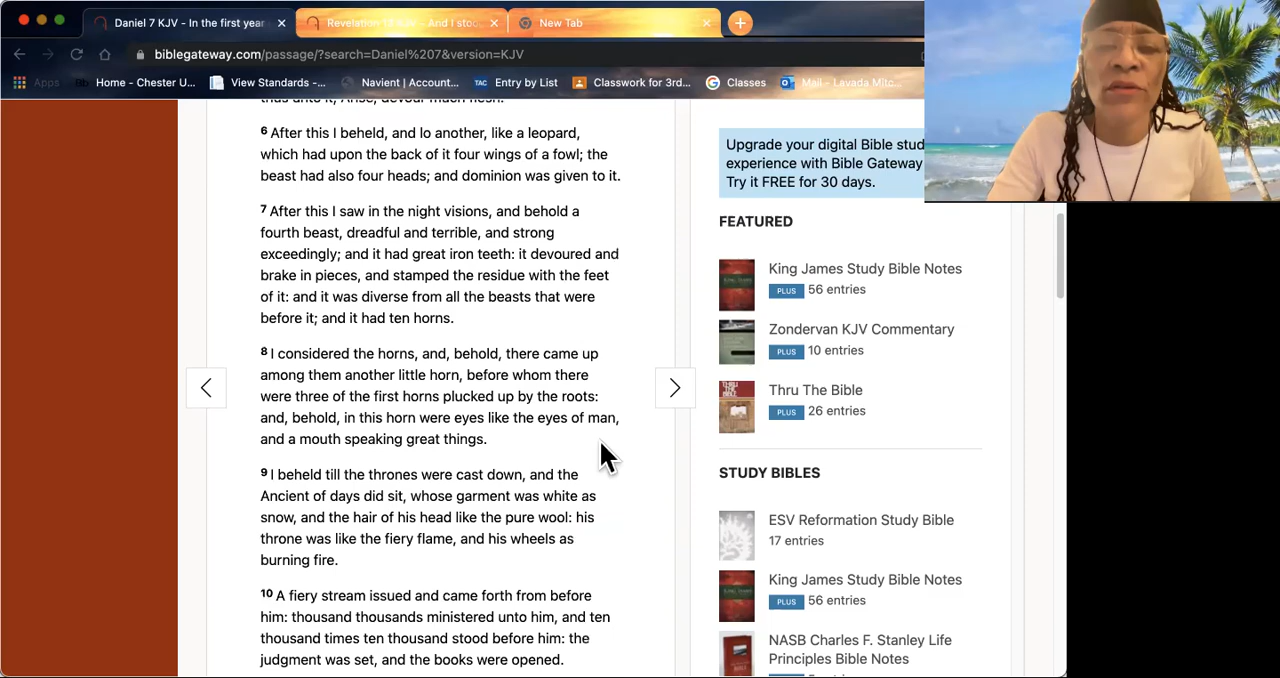 Daniel 7 KJV - In the first year
Revelation 13 KJV - And I stoo
New Tab
biblegateway.com/passage/?search=Daniel%207&version=KJV
Apps
Home - Chester U...
View Standards -...
Navient | Account...
TAC Entry by List
Classwork for 3rd...
Classes
Mail - Lavada Mitc...
thus unto it, Arise, devour much flesh.
6 After this I beheld, and lo another, like a leopard,
which had upon the back of it four wings of a fowl; the
beast had also four heads; and dominion was given to it.
7 After this I saw in the night visions, and behold a
fourth beast, dreadful and terrible, and strong
exceedingly; and it had great iron teeth: it devoured and
brake in pieces, and stamped the residue with the feet
of it: and it was diverse from all the beasts that were
before it; and it had ten horns.
8 I considered the horns, and, behold, there came up
among them another little horn, before whom there
were three of the first horns plucked up by the roots:
and, behold, in this horn were eyes like the eyes of man,
and a mouth speaking great things.
9 I beheld till the thrones were cast down, and the
Ancient of days did sit, whose garment was white as
snow, and the hair of his head like the pure wool: his
throne was like the fiery flame, and his wheels as
burning fire.
10 A fiery stream issued and came forth from before
him: thousand thousands ministered unto him, and ten
thousand times ten thousand stood before him: the
judgment was set, and the books were opened.
Upgrade your digital Bible stud
experience with Bible Gateway
Try it FREE for 30 days.
FEATURED
King James Study Bible Notes
PLUS 56 entries
Zondervan KJV Commentary
PLUS 10 entries
Thru The Bible
PLUS 26 entries
STUDY BIBLES
ESV Reformation Study Bible
17 entries
King James Study Bible Notes
PLUS 56 entries
NASB Charles F. Stanley Life
Principles Bible Notes